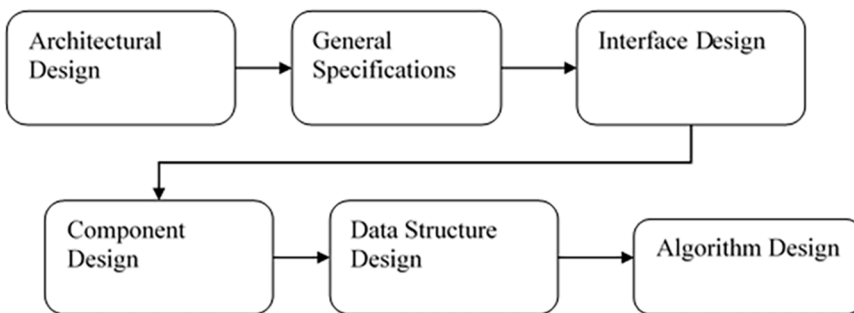 Architectural
Design
General
Specifications
Interface Design
Component
Design
Data Structure
Design
Algorithm Design